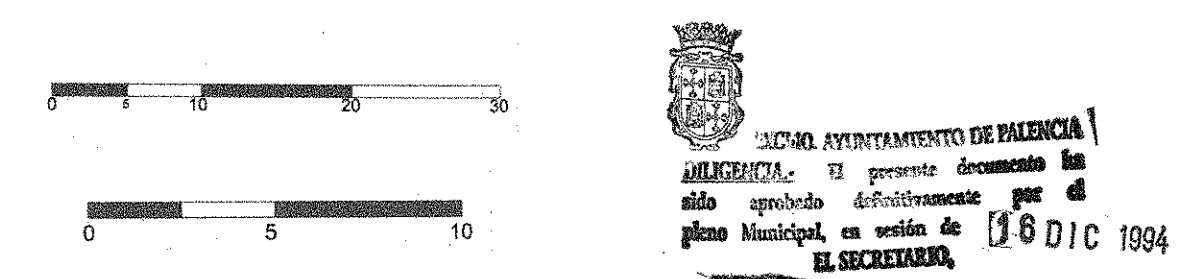 0 5 10 20 30
0 5 10
EXCMO. AYUNTAMIENTO DE PALENCIA
DILIGENCIA.- El presente documento ha
sido aprobado definitivamente por el
pleno Municipal, en sesión de 16 DIC 1994
EL SECRETARIO,